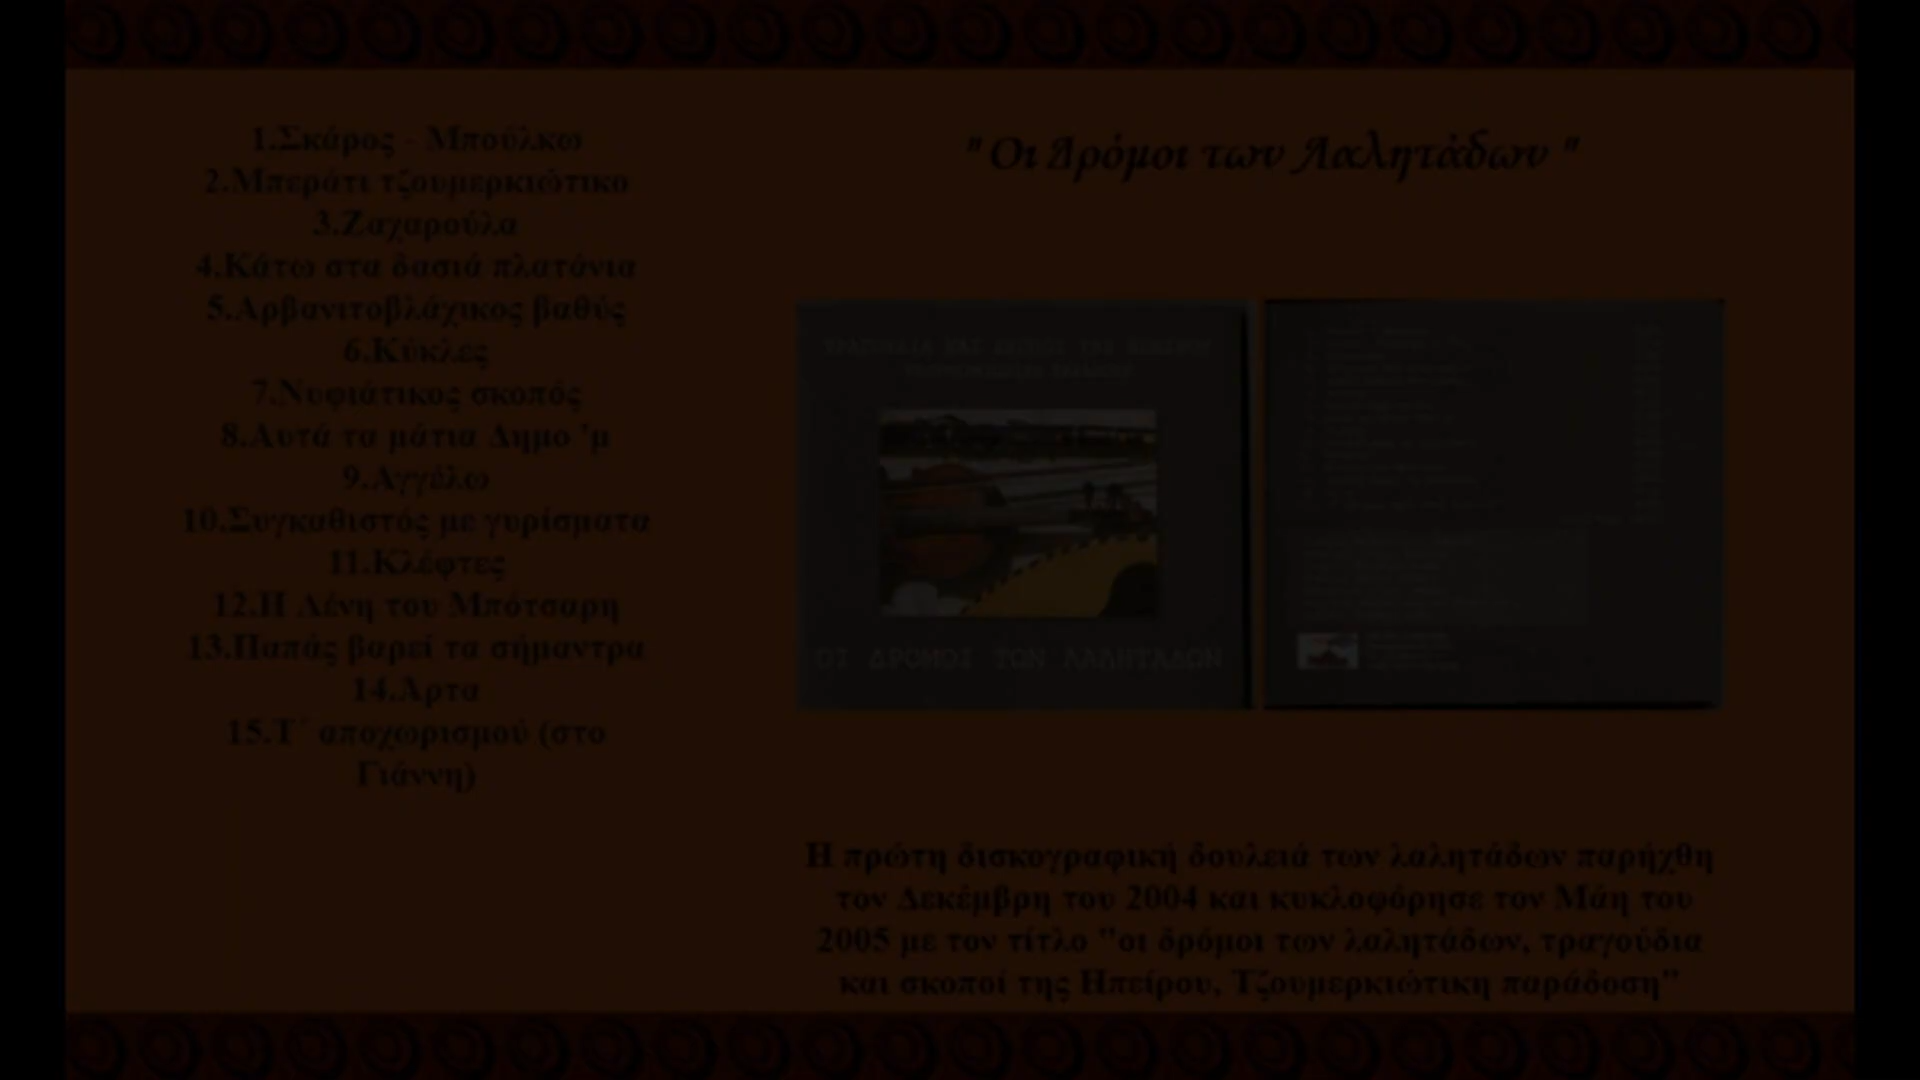 1.Σκάρος - Μπούλκω
2.Μπεράτι τζουμερκιώτικο
3.Ζαχαρούλα
4.Κάτω στα δασιά πλατάνια
5.Αρβανιτοβλάχικος βαθύς
6.Κύκλες
7.Νυφιάτικος σκοπός
8.Αυτά τα μάτια Δημο 'μ
9.Αγγέλω
10.Συγκαθιστός με γυρίσματα
11.Κλέφτες
12.Η Λένη του Μπότσαρη
13.Παπάς βαρεί τα σήμαντρα
14.Άρτα
15.Τ΄ αποχωρισμού (στο
Γιάννη)
" Οι Δρόμοι των Λαλητάδων "
ΟΙ ΔΡΟΜΟΙ ΤΩΝ ΛΑΛΗΤΑΔΩΝ
Η πρώτη δισκογραφική δουλειά των λαλητάδων παρήχθη
τον Δεκέμβρη του 2004 και κυκλοφόρησε τον Μάη του
2005 με τον τίτλο "οι δρόμοι των λαλητάδων, τραγούδια
και σκοποί της Ηπείρου, Τζουμερκιώτικη παράδοση"